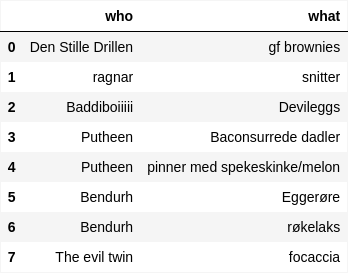 who what
0 Den Stille Drillen gf brownies
1 ragnar snitter
2 Baddiboiiiii Devileggs
3 Putheen Baconsurrede dadler
4 Putheen pinner med spekeskinke/melon
5 Bendurh Eggerøre
6 Bendurh røkelaks
7 The evil twin focaccia